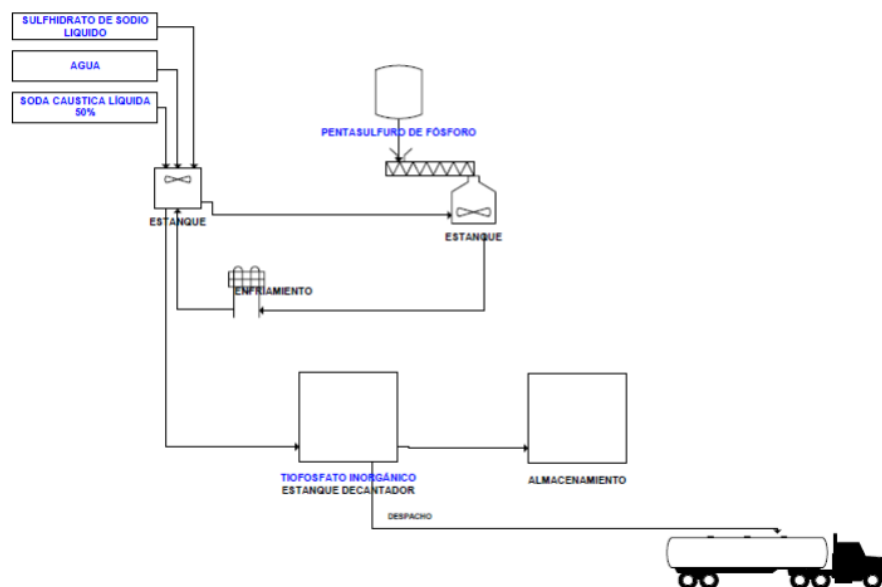 SULFHIDRATO DE SODIO
LIQUIDO
AGUA
SODA CAUSTICA LÍQUIDA
50%
PENTASULFURO DE FÓSFORO
ESTANQUE
ESTANQUE
ENFRIAMIENTO
TIOFOSFATO INORGÁNICO
ESTANQUE DECANTADOR
ALMACENAMIENTO
DESPACHO